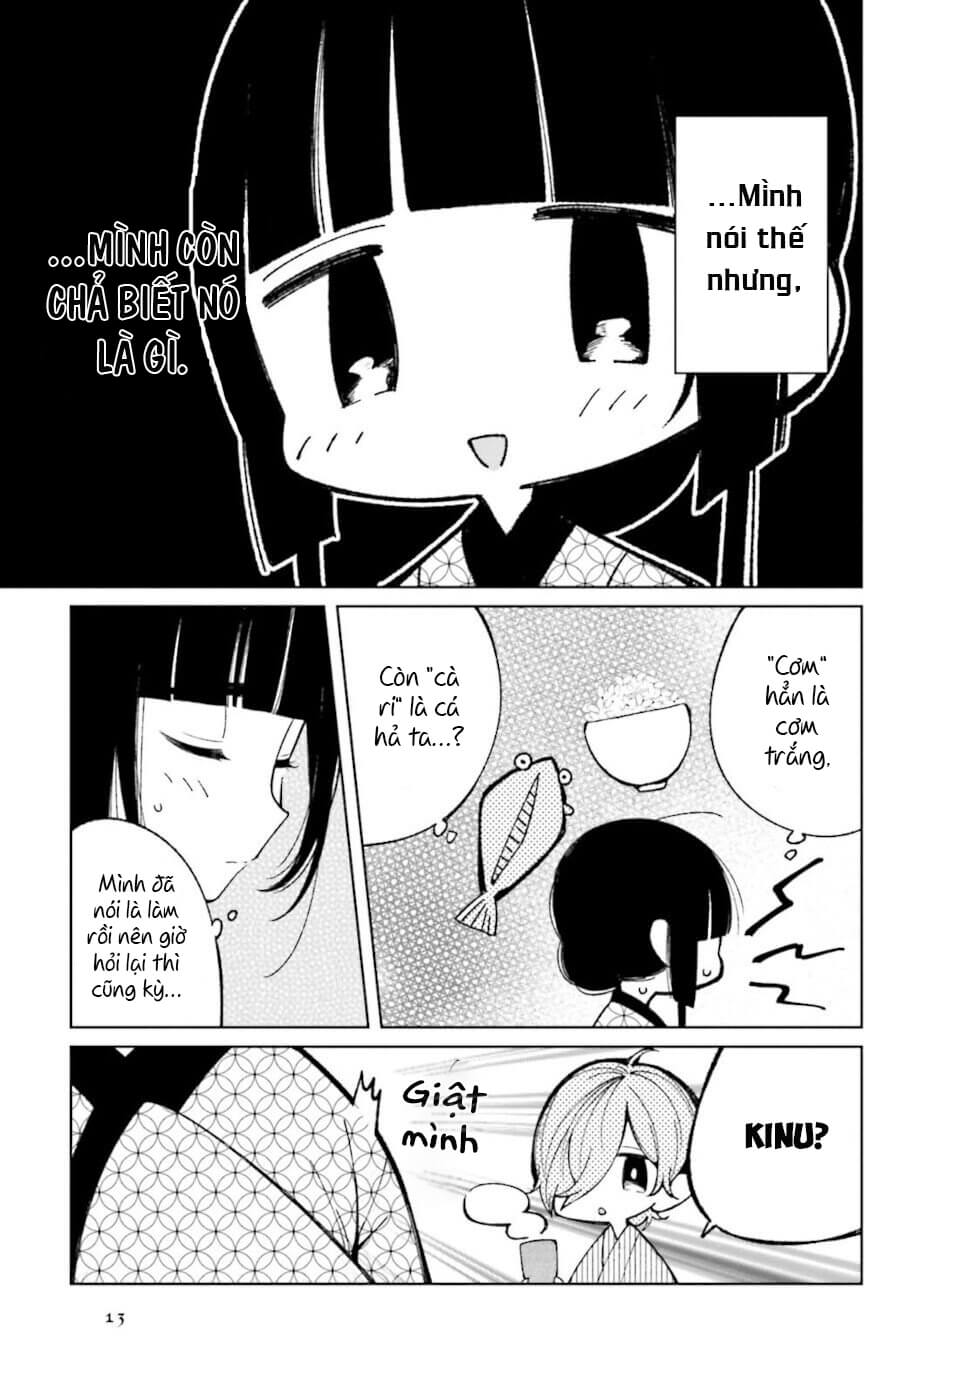 ...Mình
nói thế
nhưng,
...MÌNH CÒN
CHẢ BIẾT NÓ
LÀ GÌ.
"Cơm"
hẳn là
cơm
trắng,
Còn "cà
ri" là cá
hả ta...?
Mình đã
nói là làm
rồi nên giờ
hỏi lại thì
cũng kỳ...
KINU?
Giật
mình
13